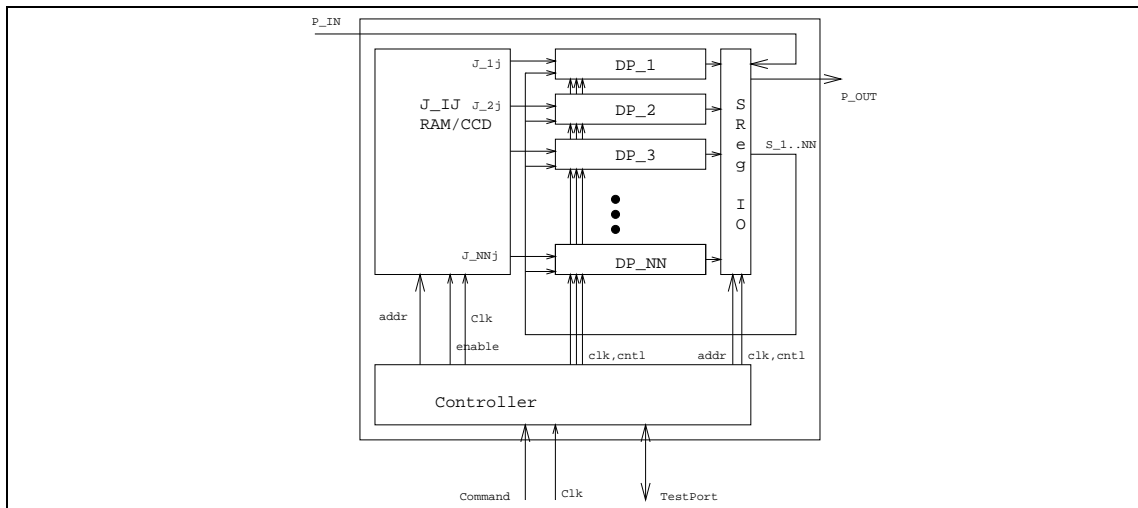 P_IN
J_1j
DP_1
P_OUT
J_IJ
RAM/CCD
J_2j
DP_2
DP_3
S
R
e
g
I
O
S_1..NN
J_NNj
DP_NN
addr
Clk
enable
clk,cntl
addr
clk,cntl
Controller
Command
Clk
TestPort